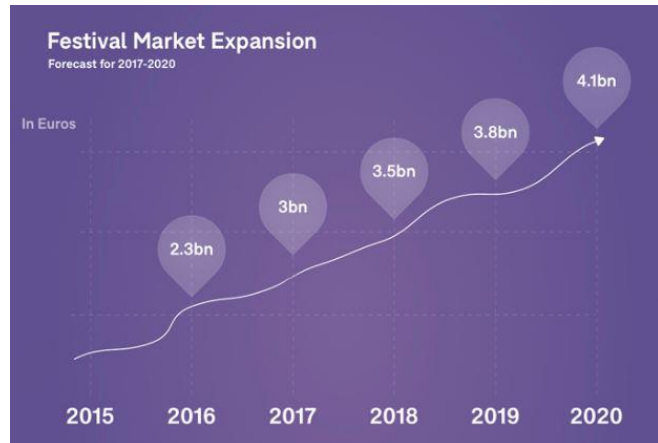 Festival Market Expansion
Forecast for 2017-2020
In Euros
4.1bn
3.8bn
3.5bn
3bn
2.3bn
2015 2016 2017 2018 2019 2020